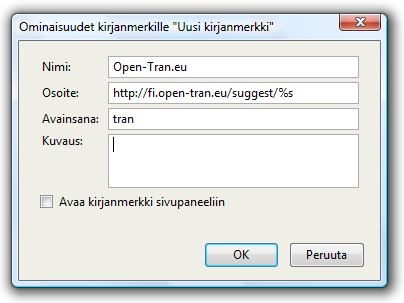 Ominaisuudet kirjanmerkille "Uusi kirjanmerkki"
Nimi: Open-Tran.eu
Osoite: http://fi.open-tran.eu/suggest/%s
Avainsana: tran
Kuvaus:
Avaa kirjanmerkki sivupaneeliin
OK Peruuta